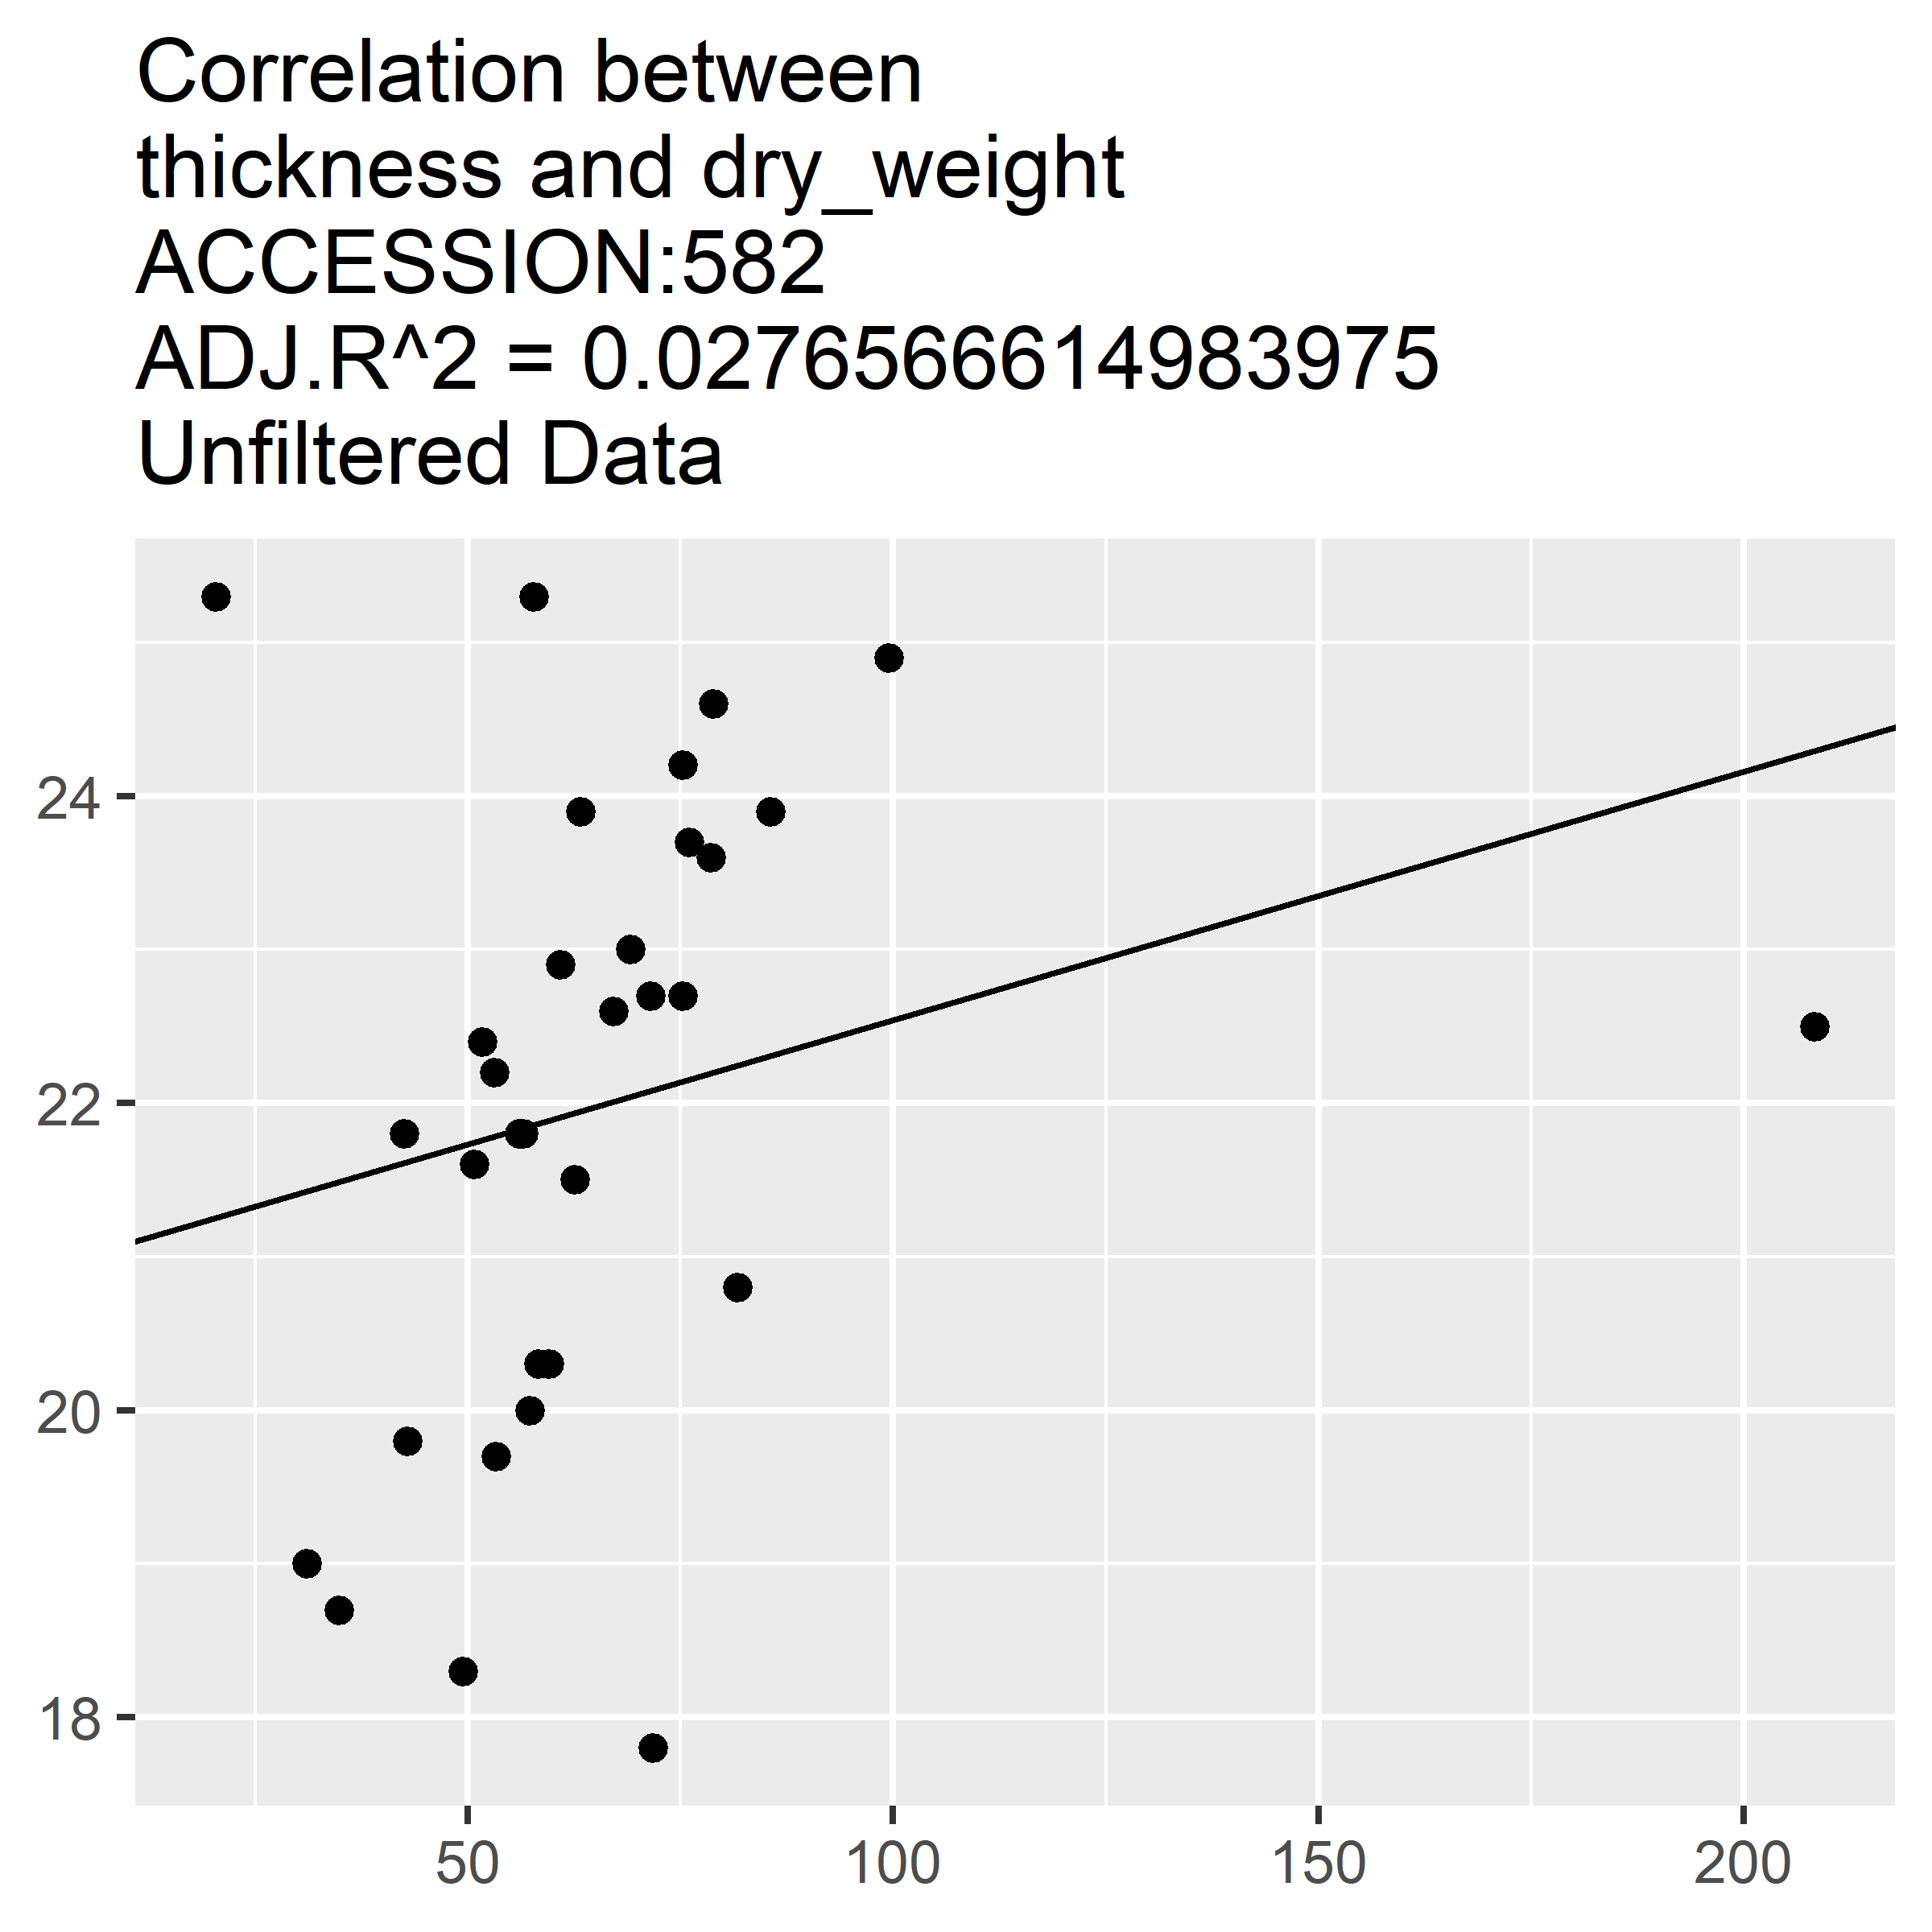 Correlation between
thickness and dry_weight
ACCESSION:582
ADJ.R^2 = 0.0276566614983975
Unfiltered Data
24
22
20
18
50 100 150 200